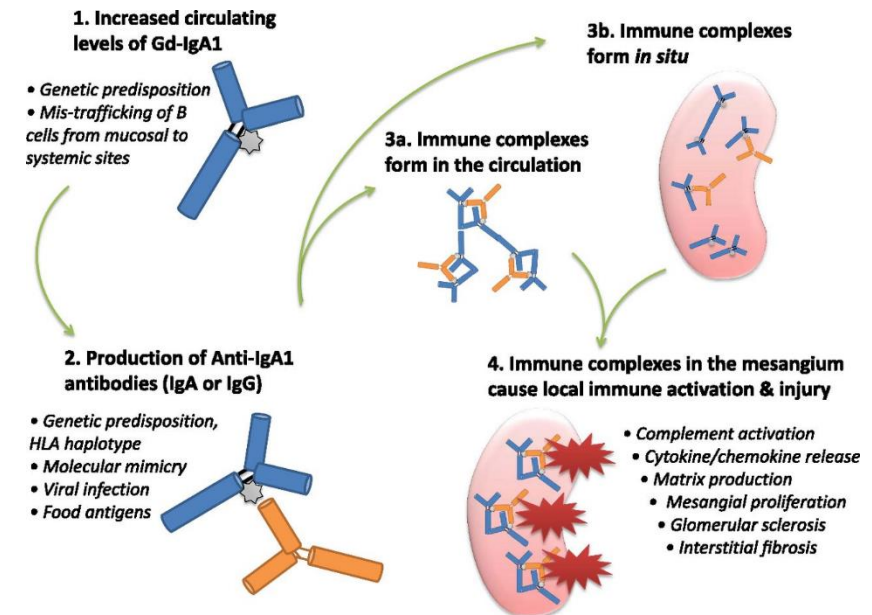 1. Increased circulating
levels of Gd-IgA1
• Genetic predisposition
• Mis-trafficking of B
cells from mucosal to
systemic sites
2. Production of Anti-IgA1
antibodies (IgA or IgG)
• Genetic predisposition,
HLA haplotype
• Molecular mimicry
• Viral infection
• Food antigens
3a. Immune complexes
form in the circulation
3b. Immune complexes
form in situ
4. Immune complexes in the mesangium
cause local immune activation & injury
• Complement activation
• Cytokine/chemokine release
• Matrix production
• Mesangial proliferation
• Glomerular sclerosis
• Interstitial fibrosis